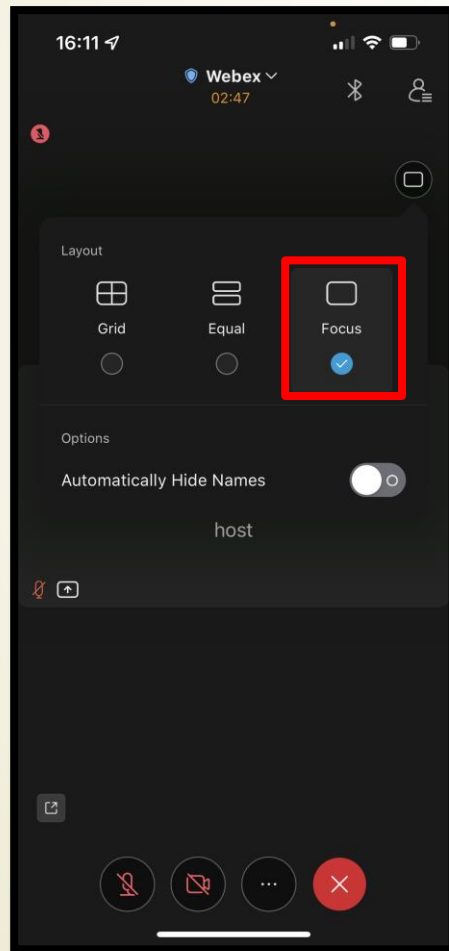 16:11
Webex
02:47
Layout
Grid Equal Focus
Options
Automatically Hide Names
host